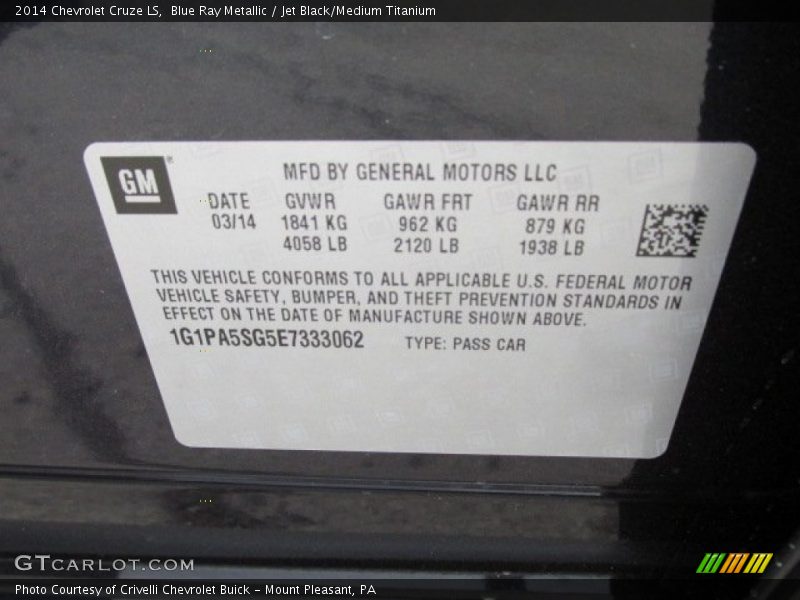 2014 Chevrolet Cruze LS,  Blue Ray Metallic / Jet Black/Medium Titanium
GM®
MFD BY GENERAL MOTORS LLC
DATE GVWR GAWR FRT GAWR RR
03/14 1841 KG 962 KG 879 KG
4058 LB 2120 LB 1938 LB
THIS VEHICLE CONFORMS TO ALL APPLICABLE U.S. FEDERAL MOTOR
VEHICLE SAFETY, BUMPER, AND THEFT PREVENTION STANDARDS IN
EFFECT ON THE DATE OF MANUFACTURE SHOWN ABOVE.
1G1PA5SG5E7333062 TYPE: PASS CAR
GTCARLOT.COM
Photo Courtesy of Crivelli Chevrolet Buick - Mount Pleasant, PA